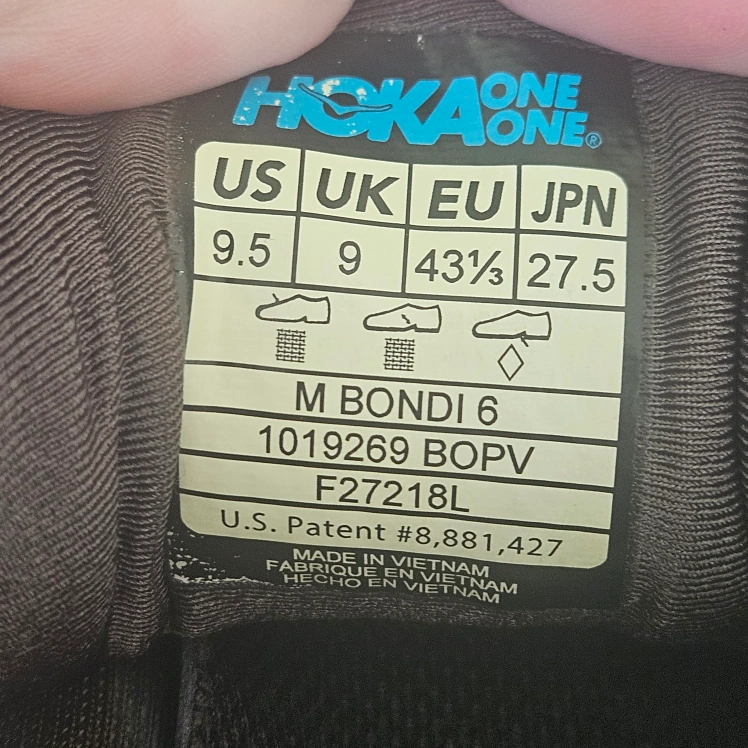 HOKA ONE ONE®
US UK EU JPN
9.5 9 43⅓ 27.5
M BONDI 6
1019269 BOPV
F27218L
U.S. Patent #8,881,427
MADE IN VIETNAM
FABRIQUE EN VIETNAM
HECHO EN VIETNAM